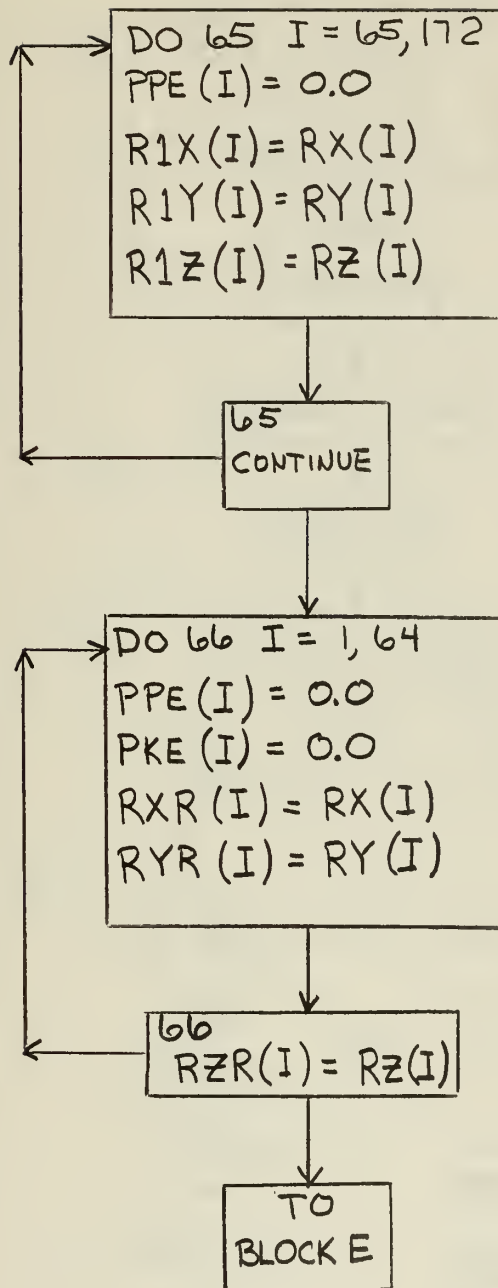 DO 65 I = 65, 172
PPE(I) = 0.0
R1X(I) = RX(I)
R1Y(I) = RY(I)
R1Z(I) = RZ(I)
65
CONTINUE
DO 66 I = 1, 64
PPE(I) = 0.0
PKE(I) = 0.0
RXR(I) = RX(I)
RYR(I) = RY(I)
66
RZR(I) = RZ(I)
TO
BLOCK E